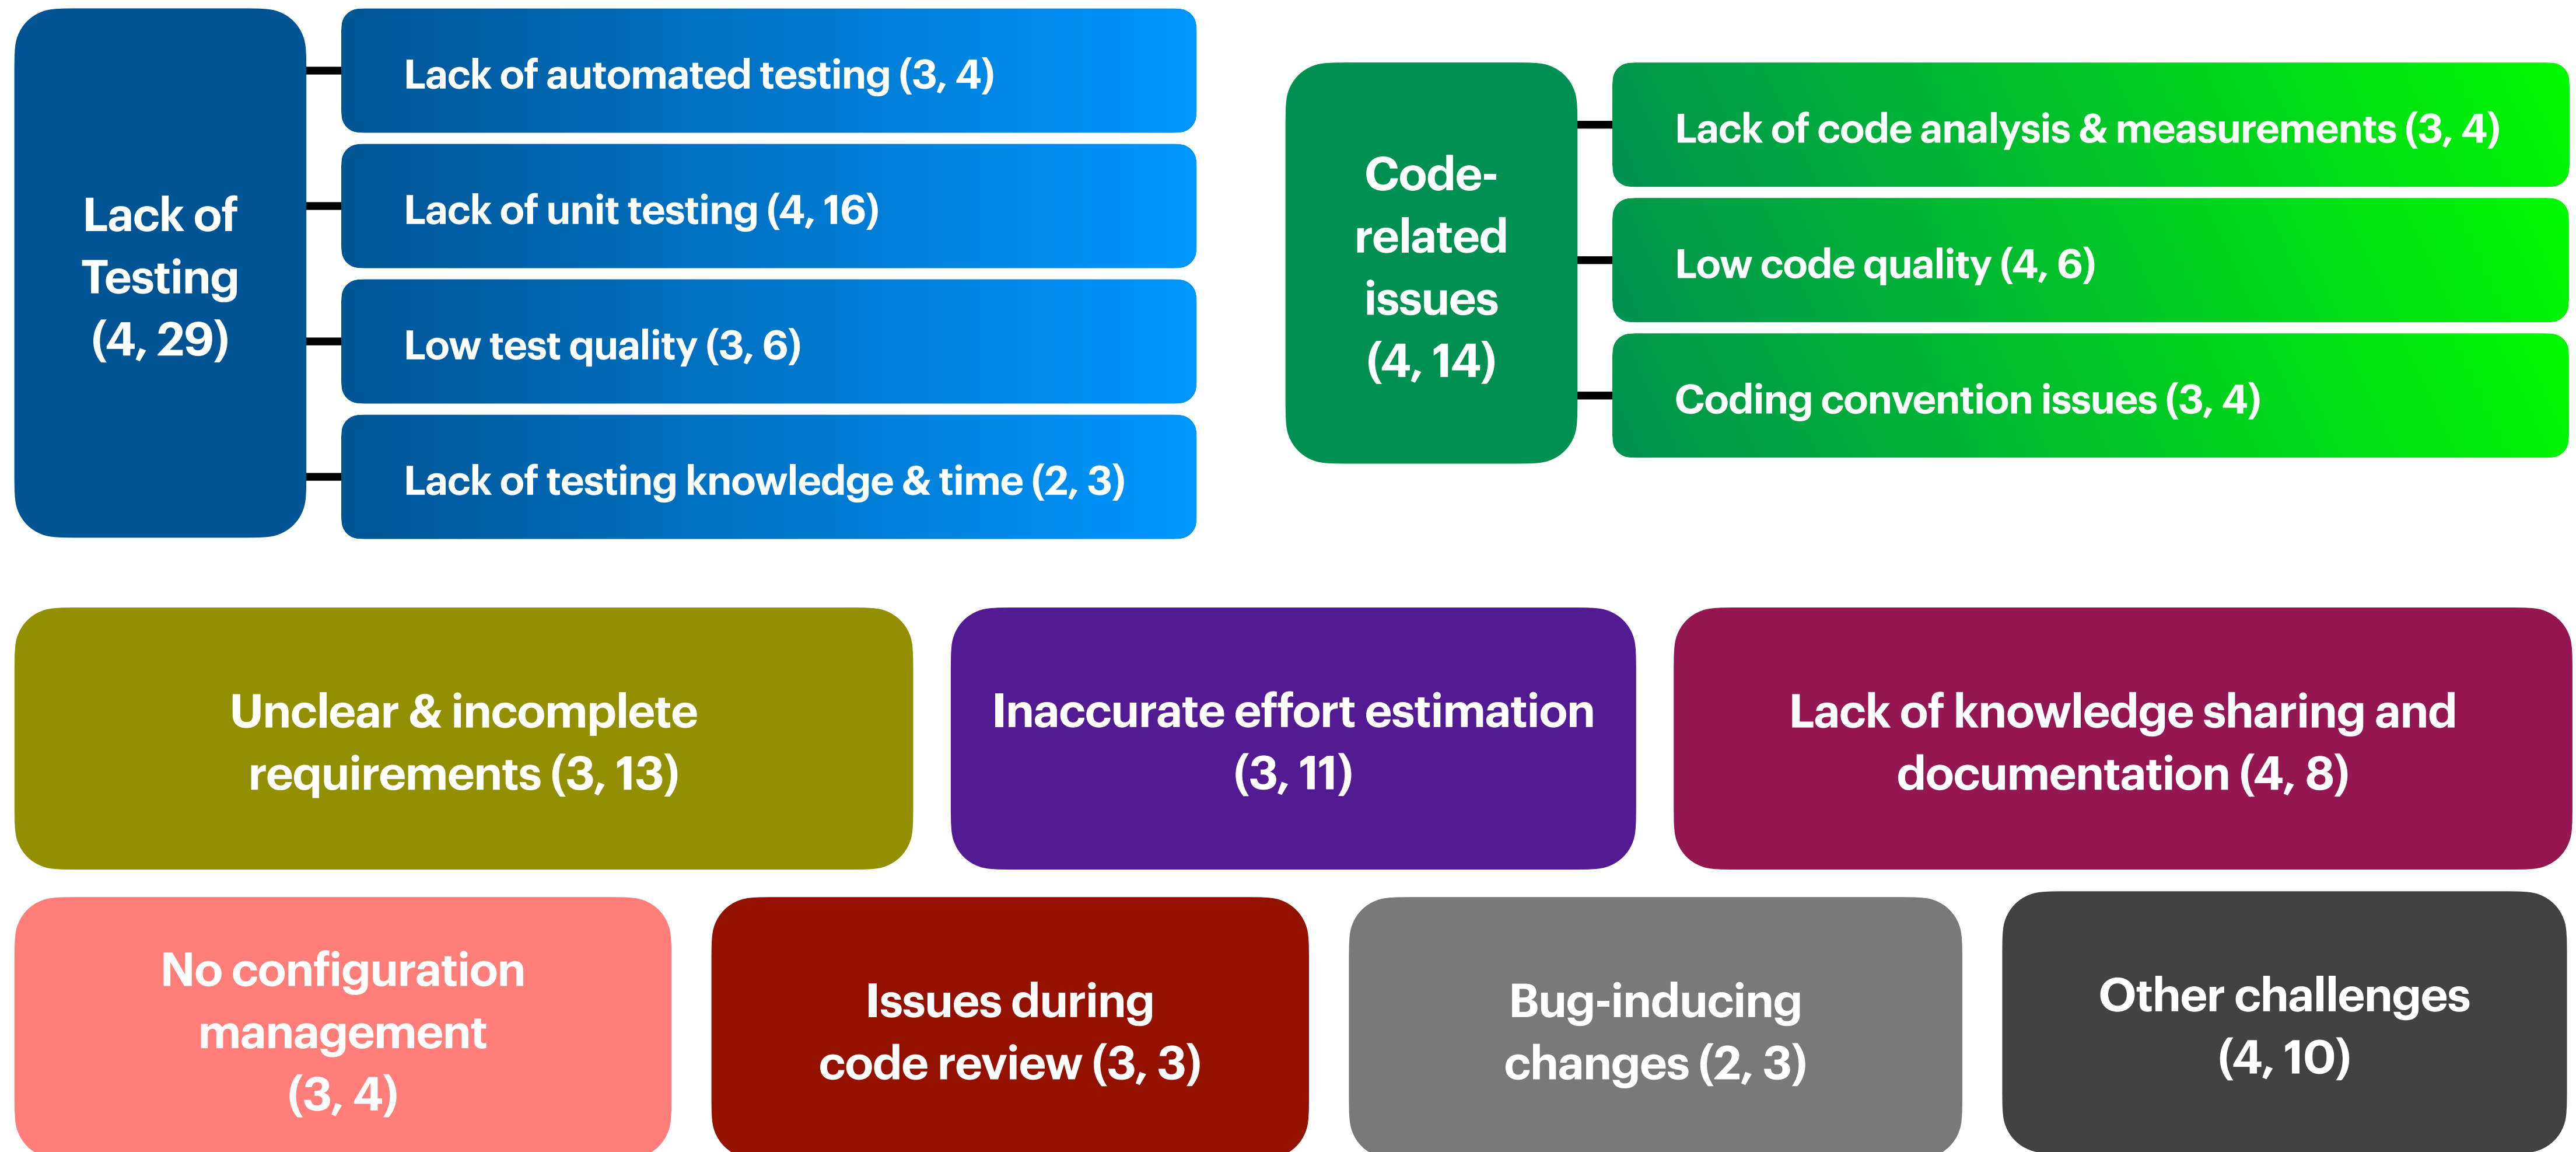 Lack of
Testing
(4, 29)
Lack of automated testing (3, 4)
Lack of unit testing (4, 16)
Low test quality (3, 6)
Lack of testing knowledge & time (2, 3)
Code-
related
issues
(4, 14)
Lack of code analysis & measurements (3, 4)
Low code quality (4, 6)
Coding convention issues (3, 4)
Unclear & incomplete
requirements (3, 13)
Inaccurate effort estimation
(3, 11)
Lack of knowledge sharing and
documentation (4, 8)
No configuration
management
(3, 4)
Issues during
code review (3, 3)
Bug-inducing
changes (2, 3)
Other challenges
(4, 10)